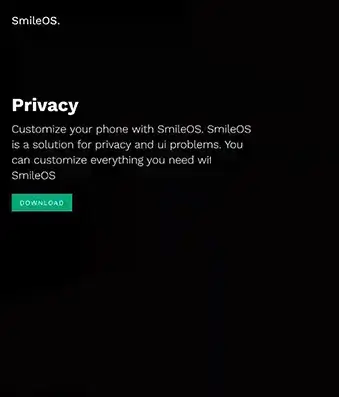 SmileOS.
Privacy
Customize your phone with SmileOS. SmileOS
is a solution for privacy and ui problems. You
can customize everything you need wit
SmileOS
DOWNLOAD